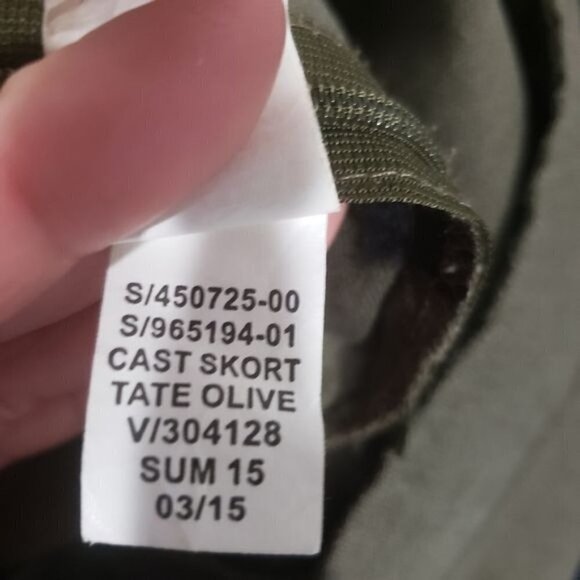 S/450725-00
S/965194-01
CAST SKORT
TATE OLIVE
V/304128
SUM 15
03/15